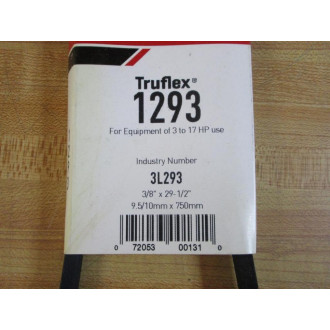 Truflex®
1293
For Equipment of 3 to 17 HP use
Industry Number
3L293
3/8" x 29-1/2"
9.5/10mm x 750mm
0 72053 00131 0